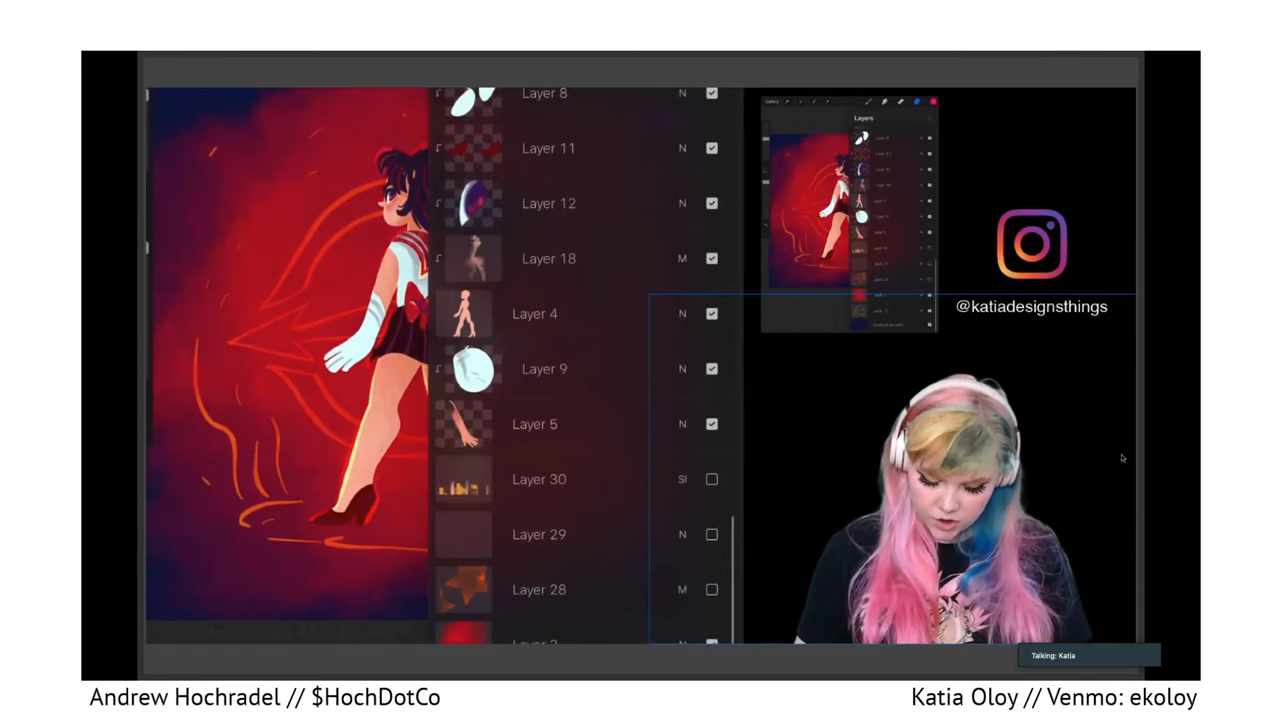 Layer 8 N
Layer 11 N
Layer 12 N
Layer 18 M
Layer 4 N
Layer 9 N
Layer 5 N
Layer 30 SI
Layer 29 N
Layer 28 M
Gallery
Layers
@katiadesignsthings
Talking: Katia
Andrew Hochradel // $HochDotCo
Katia Oloy // Venmo: ekoloy